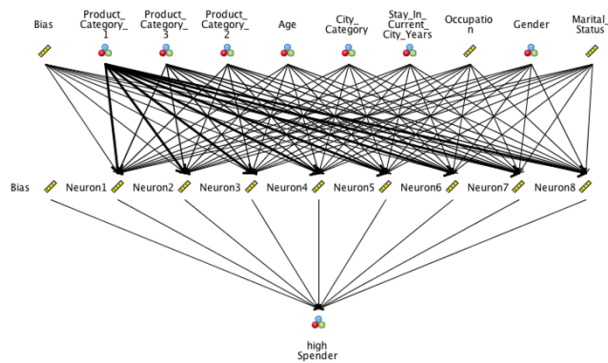 Bias
Product_
Category_
1
Product_
Category_
3
Product_
Category_
2
Age
City_
Category
Stay_In_
Current_
City_Years
Occupatio
n
Gender
Marital_
Status
Bias
Neuron1
Neuron2
Neuron3
Neuron4
Neuron5
Neuron6
Neuron7
Neuron8
high
Spender